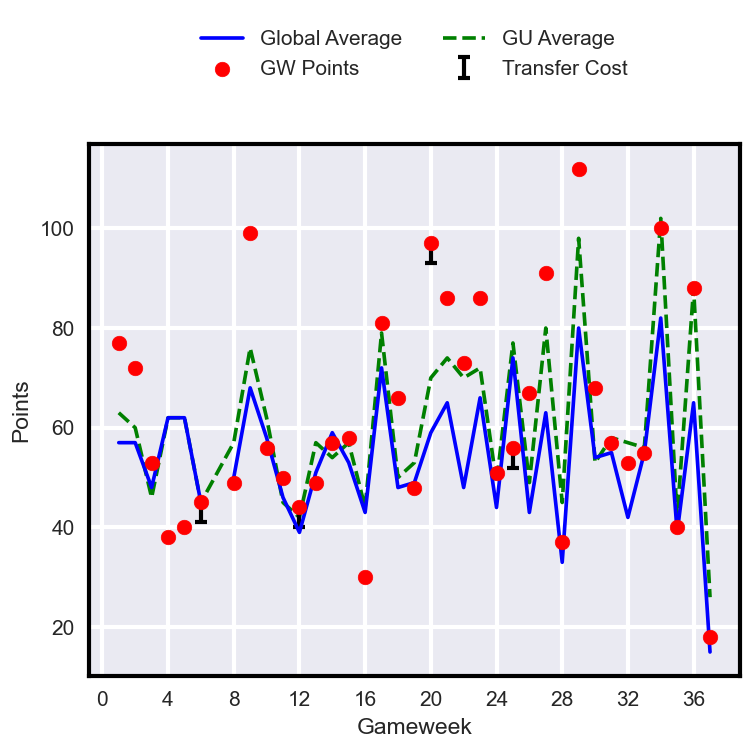 Global Average
GW Points
GU Average
Transfer Cost
Points
100
80
60
40
20
0 4 8 12 16 20 24 28 32 36
Gameweek